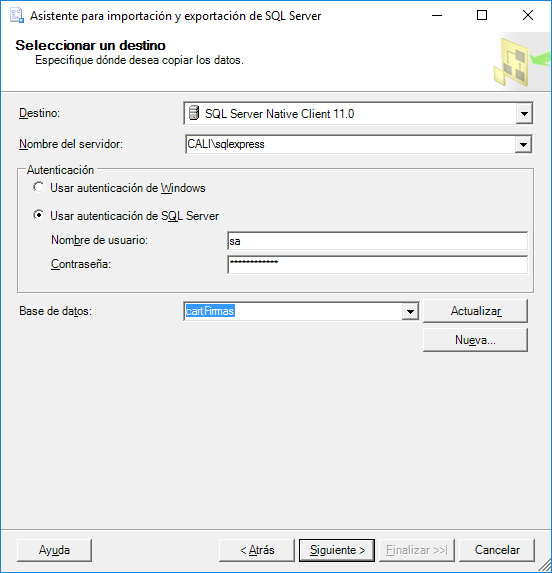 Asistente para importación y exportación de SQL Server
Seleccionar un destino
Especifique dónde desea copiar los datos.
Destino: SQL Server Native Client 11.0
Nombre del servidor: CALI\sqlexpress
Autenticación
Usar autenticación de Windows
Usar autenticación de SQL Server
Nombre de usuario: sa
Contraseña: ************
Base de datos: cartFirmas Actualizar
Nueva...
Ayuda < Atrás Siguiente > Finalizar >>| Cancelar